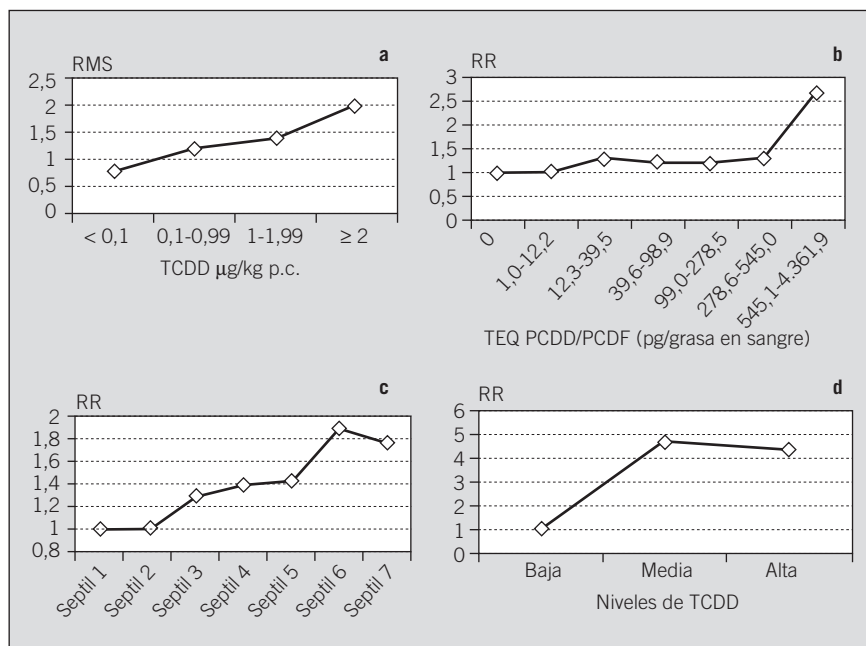 a
RMS
2,5
2
1,5
1
0,5
0
< 0,1 0,1-0,99 1-1,99 ≥ 2
TCDD µg/kg p.c.
b
RR
3
2,5
2
1,5
1
0,5
0
0 1,0-12,2 12,3-39,5 39,6-98,9 99,0-278,5 278,6-545,0 545,1-4.361,9
TEQ PCDD/PCDF (pg/grasa en sangre)
c
RR
2
1,8
1,6
1,4
1,2
1
0,8
Septil 1 Septil 2 Septil 3 Septil 4 Septil 5 Septil 6 Septil 7
d
RR
6
5
4
3
2
1
0
Baja Media Alta
Niveles de TCDD